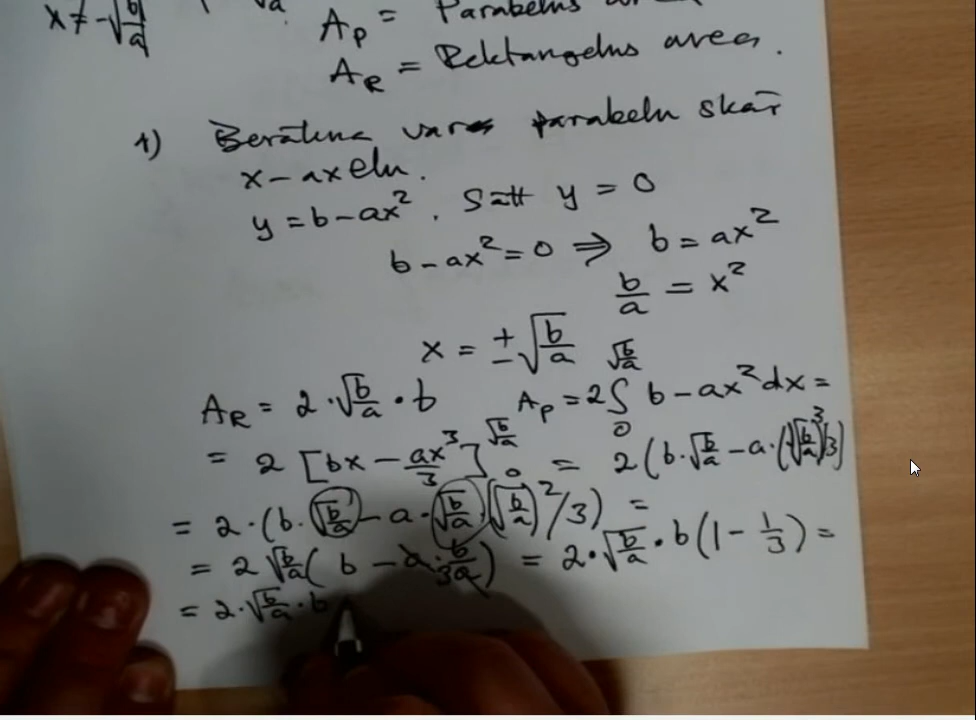 x ≠ -√(b/a)
A_P = Parabelns area
A_R = Rektangelns area.
1) Beräkna var parabeln skär
x-axeln.
y = b - ax². Sätt y = 0
b - ax² = 0 ⇒ b = ax²
b/a = x²
x = ±√(b/a)
A_R = 2·√(b/a)·b A_P = 2∫₀^√(b/a) b - ax² dx =
= 2 [bx - ax³/3]₀^√(b/a) = 2(b·√(b/a) - a·(√(b/a))³/3)
= 2·(b·√(b/a) - a·√(b/a)·(√(b/a))²/3) =
= 2√(b/a)(b - a·b/3a) = 2·√(b/a)·b(1 - 1/3) =
= 2·√(b/a)·b